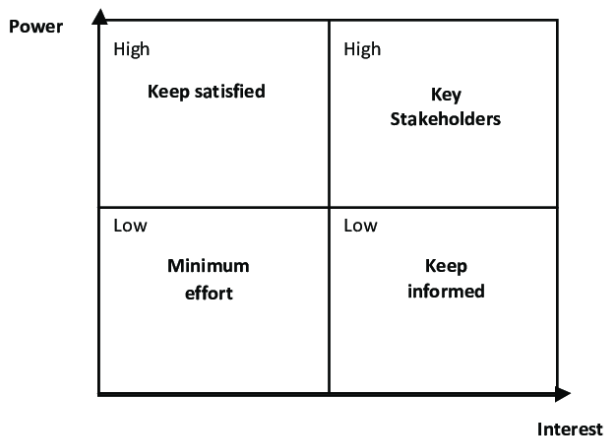 Power
High
Keep satisfied
High
Key
Stakeholders
Low
Minimum
effort
Low
Keep
informed
Interest